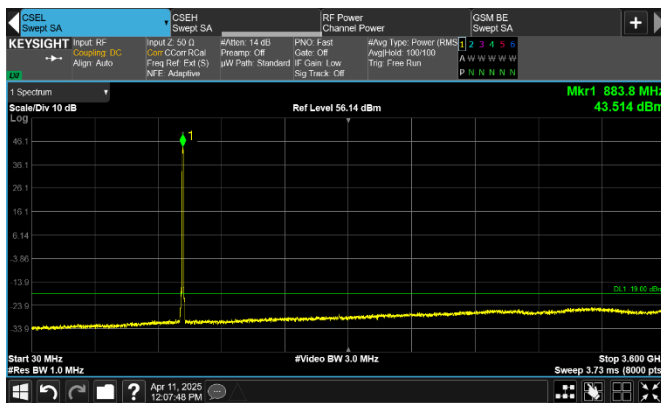 CSEL
Swept SA
CSEH
Swept SA
RF Power
Channel Power
GSM BE
Swept SA
KEYSIGHT
Input: RF
Coupling: DC
Align: Auto
Input Z: 50 Ω
Corr CCorr RCal
Freq Ref: Ext (S)
NFE: Adaptive
#Atten: 14 dB
Preamp: Off
µW Path: Standard
PNO: Fast
Gate: Off
IF Gain: Low
Sig Track: Off
#Avg Type: Power (RMS
Avg|Hold: 100/100
Trig: Free Run
1 2 3 4 5 6
A W W W W W
P N N N N N
1 Spectrum
Scale/Div 10 dB
Log
Ref Level 56.14 dBm
Mkr1 883.8 MHz
43.514 dBm
1
46.1
36.1
26.1
16.1
6.14
-3.86
-13.9
-23.9
-33.9
Start 30 MHz
#Res BW 1.0 MHz
#Video BW 3.0 MHz
Stop 3.600 GHz
Sweep 3.73 ms (8000 pts)
?
Apr 11, 2025
12:07:48 PM